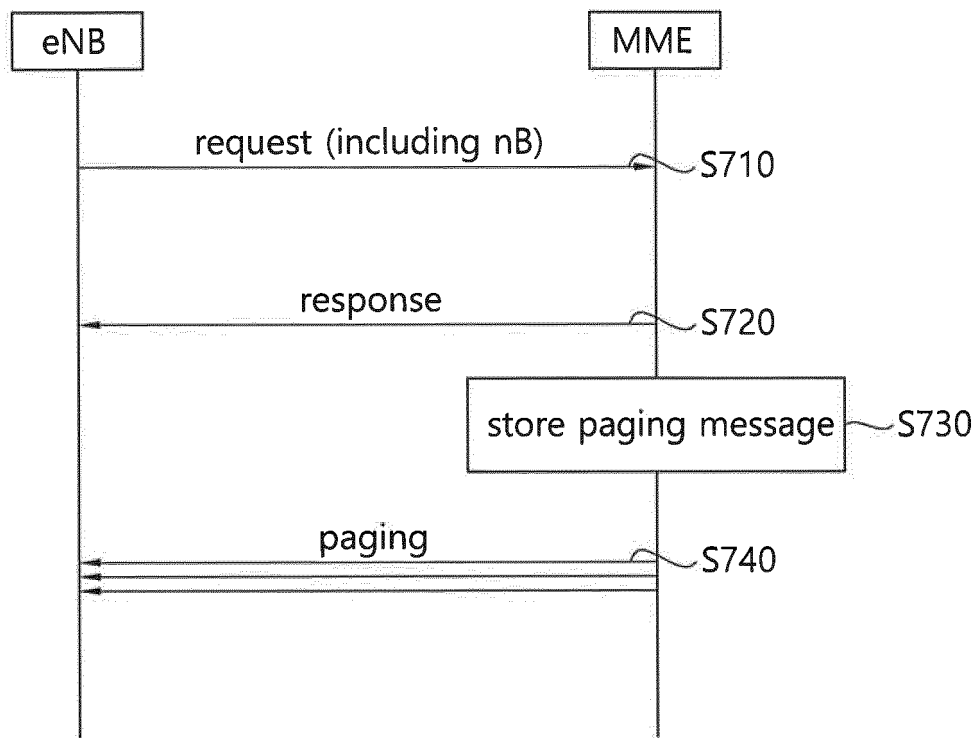 eNB
MME
request (including nB)
S710
response
S720
store paging message
S730
paging
S740